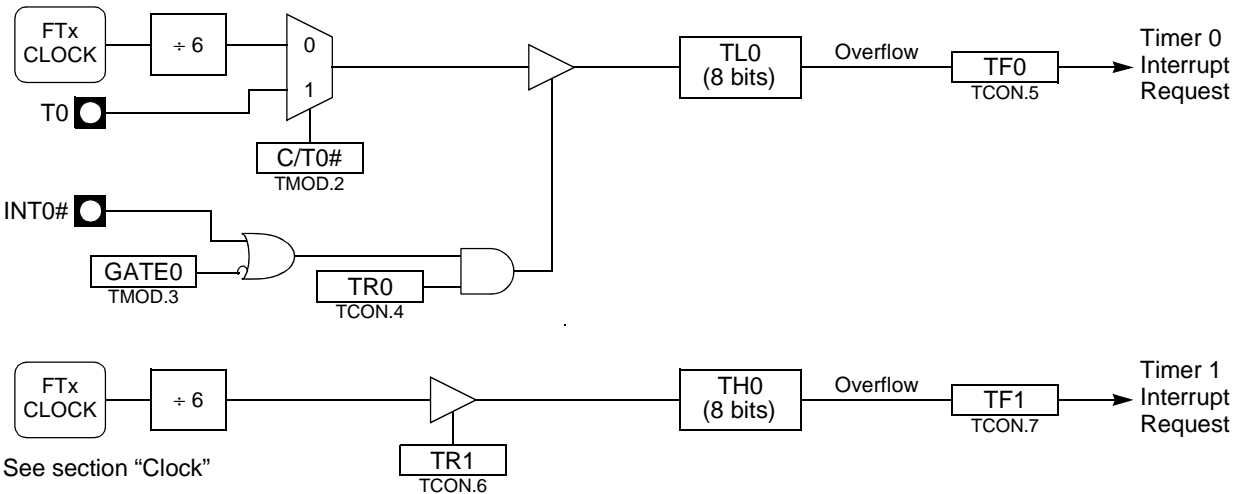 FTx
CLOCK
÷ 6
0
1
T0
C/T0#
TMOD.2
TL0
(8 bits)
Overflow
TF0
TCON.5
Timer 0
Interrupt
Request
INT0#
GATE0
TMOD.3
TR0
TCON.4
FTx
CLOCK
÷ 6
TR1
TCON.6
TH0
(8 bits)
Overflow
TF1
TCON.7
Timer 1
Interrupt
Request
See section “Clock”